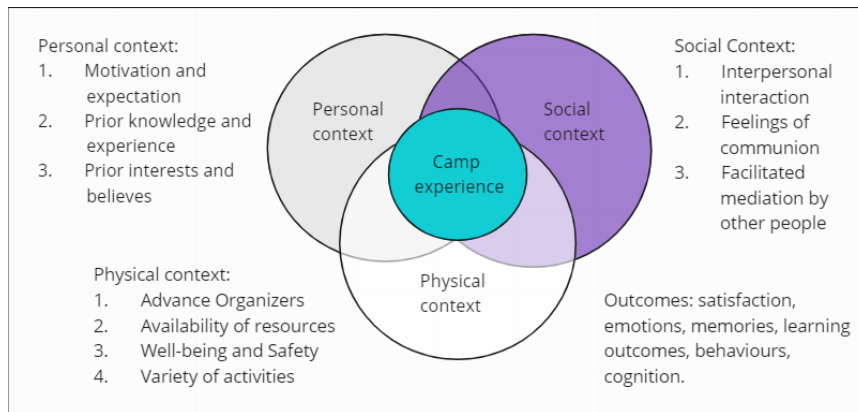 Personal context:
1. Motivation and
expectation
2. Prior knowledge and
experience
3. Prior interests and
believes
Personal
context
Social
context
Camp
experience
Physical
context
Social Context:
1. Interpersonal
interaction
2. Feelings of
communion
3. Facilitated
mediation by
other people
Physical context:
1. Advance Organizers
2. Availability of resources
3. Well-being and Safety
4. Variety of activities
Outcomes: satisfaction,
emotions, memories, learning
outcomes, behaviours,
cognition.